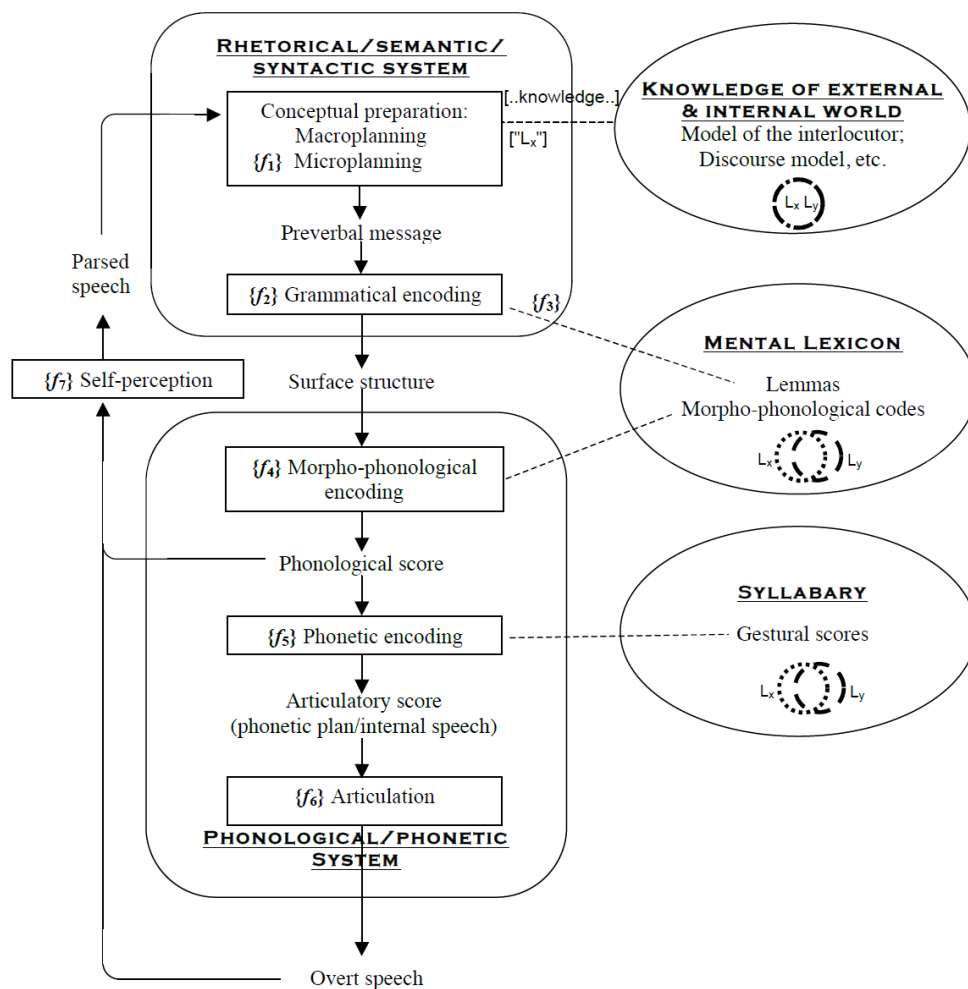 RHETORICAL/SEMANTIC/
SYNTACTIC SYSTEM
Conceptual preparation:
Macroplanning
{f1} Microplanning
[..knowledge..]
["Lx"]
KNOWLEDGE OF EXTERNAL
& INTERNAL WORLD
Model of the interlocutor;
Discourse model, etc.
Lx Ly
Preverbal message
Parsed
speech
{f2} Grammatical encoding
{f3}
MENTAL LEXICON
Lemmas
Morpho-phonological codes
Lx Ly
{f7} Self-perception
Surface structure
{f4} Morpho-phonological
encoding
Phonological score
SYLLABARY
Gestural scores
Lx Ly
{f5} Phonetic encoding
Articulatory score
(phonetic plan/internal speech)
{f6} Articulation
PHONOLOGICAL/PHONETIC
SYSTEM
Overt speech